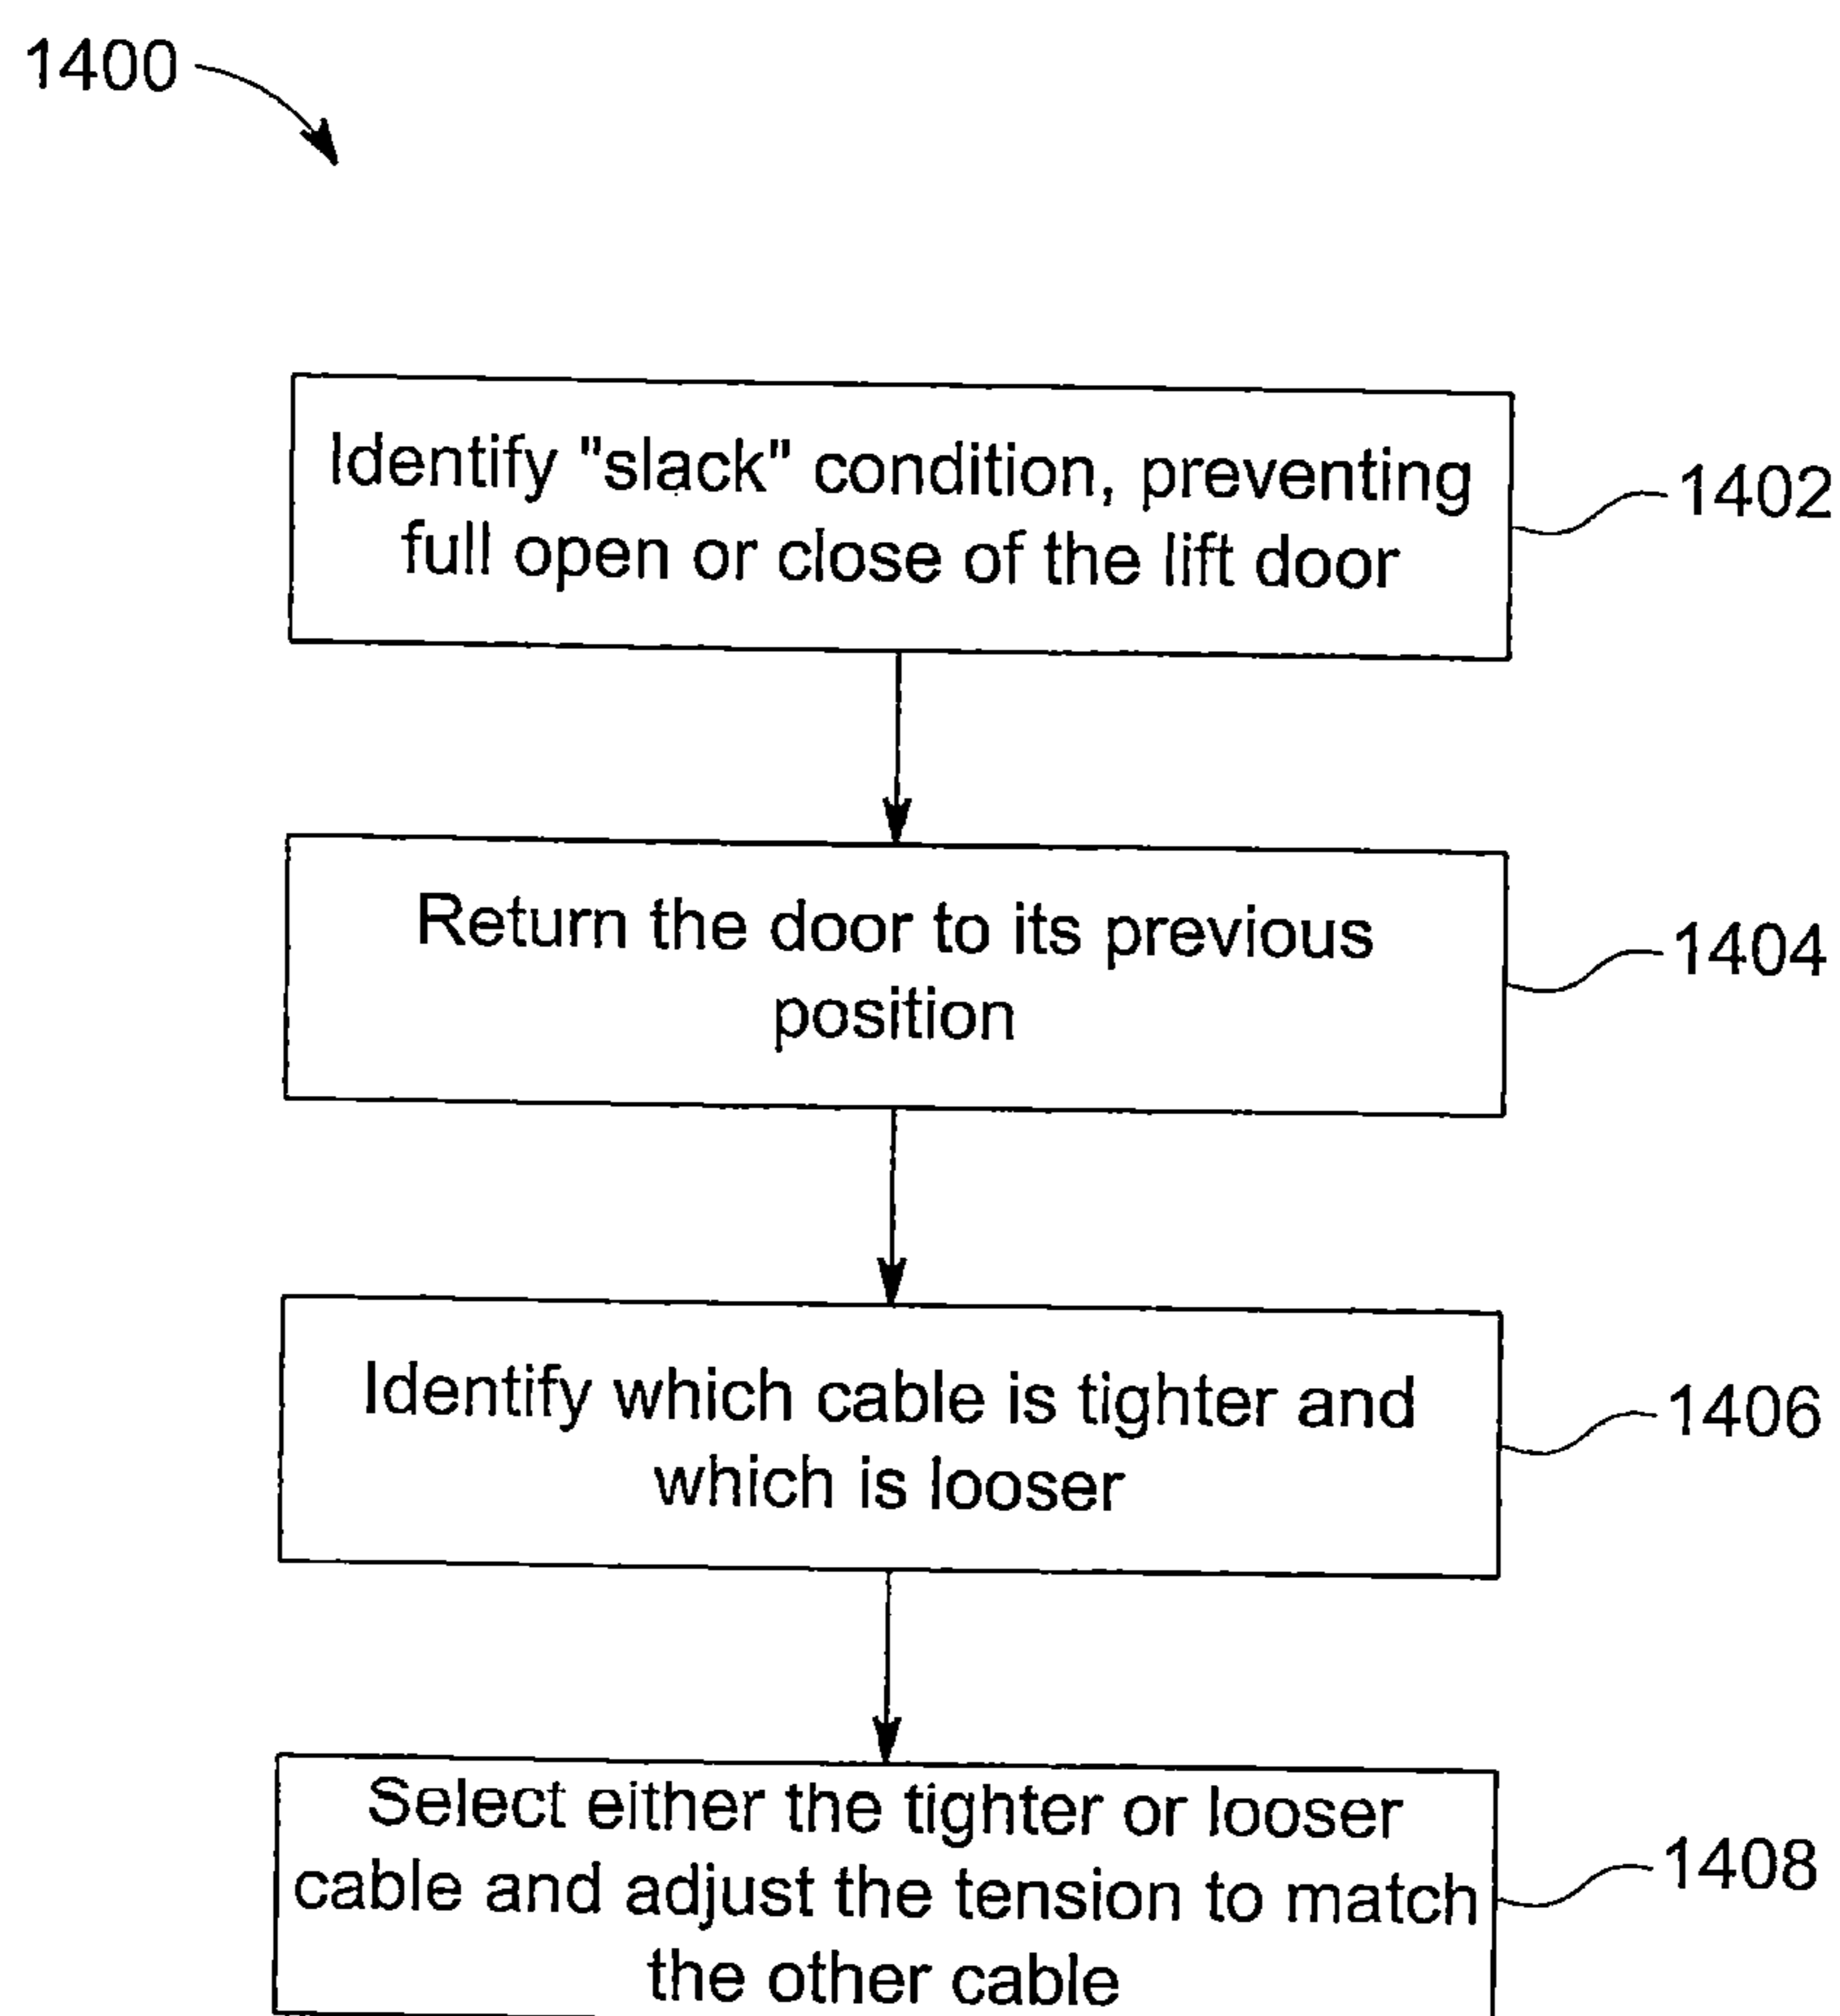 1400
Identify "slack" condition, preventing
full open or close of the lift door
1402
Return the door to its previous
position
1404
Identify which cable is tighter and
which is looser
1406
Select either the tighter or looser
cable and adjust the tension to match
the other cable
1408